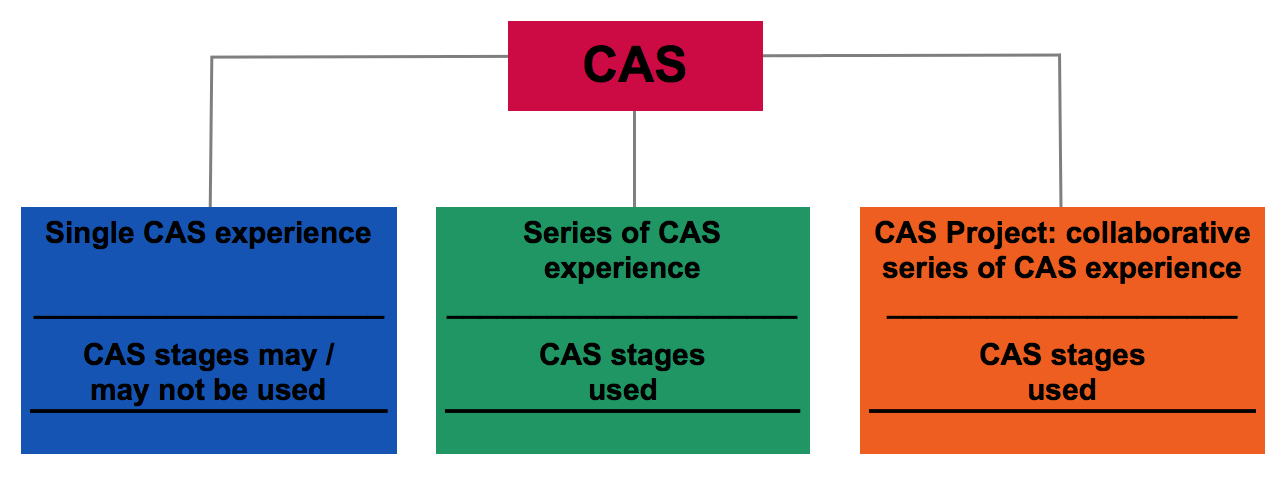 CAS
Single CAS experience
CAS stages may /
may not be used
Series of CAS
experience
CAS stages
used
CAS Project: collaborative
series of CAS experience
CAS stages
used